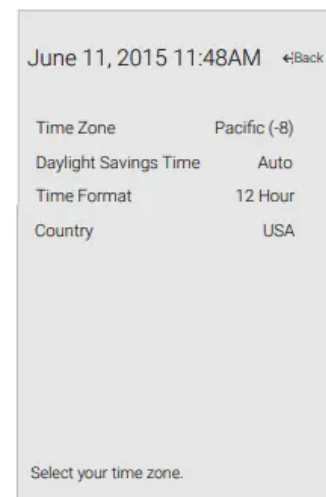 June 11, 2015 11:48AM Back
Time Zone Pacific (-8)
Daylight Savings Time Auto
Time Format 12 Hour
Country USA
Select your time zone.